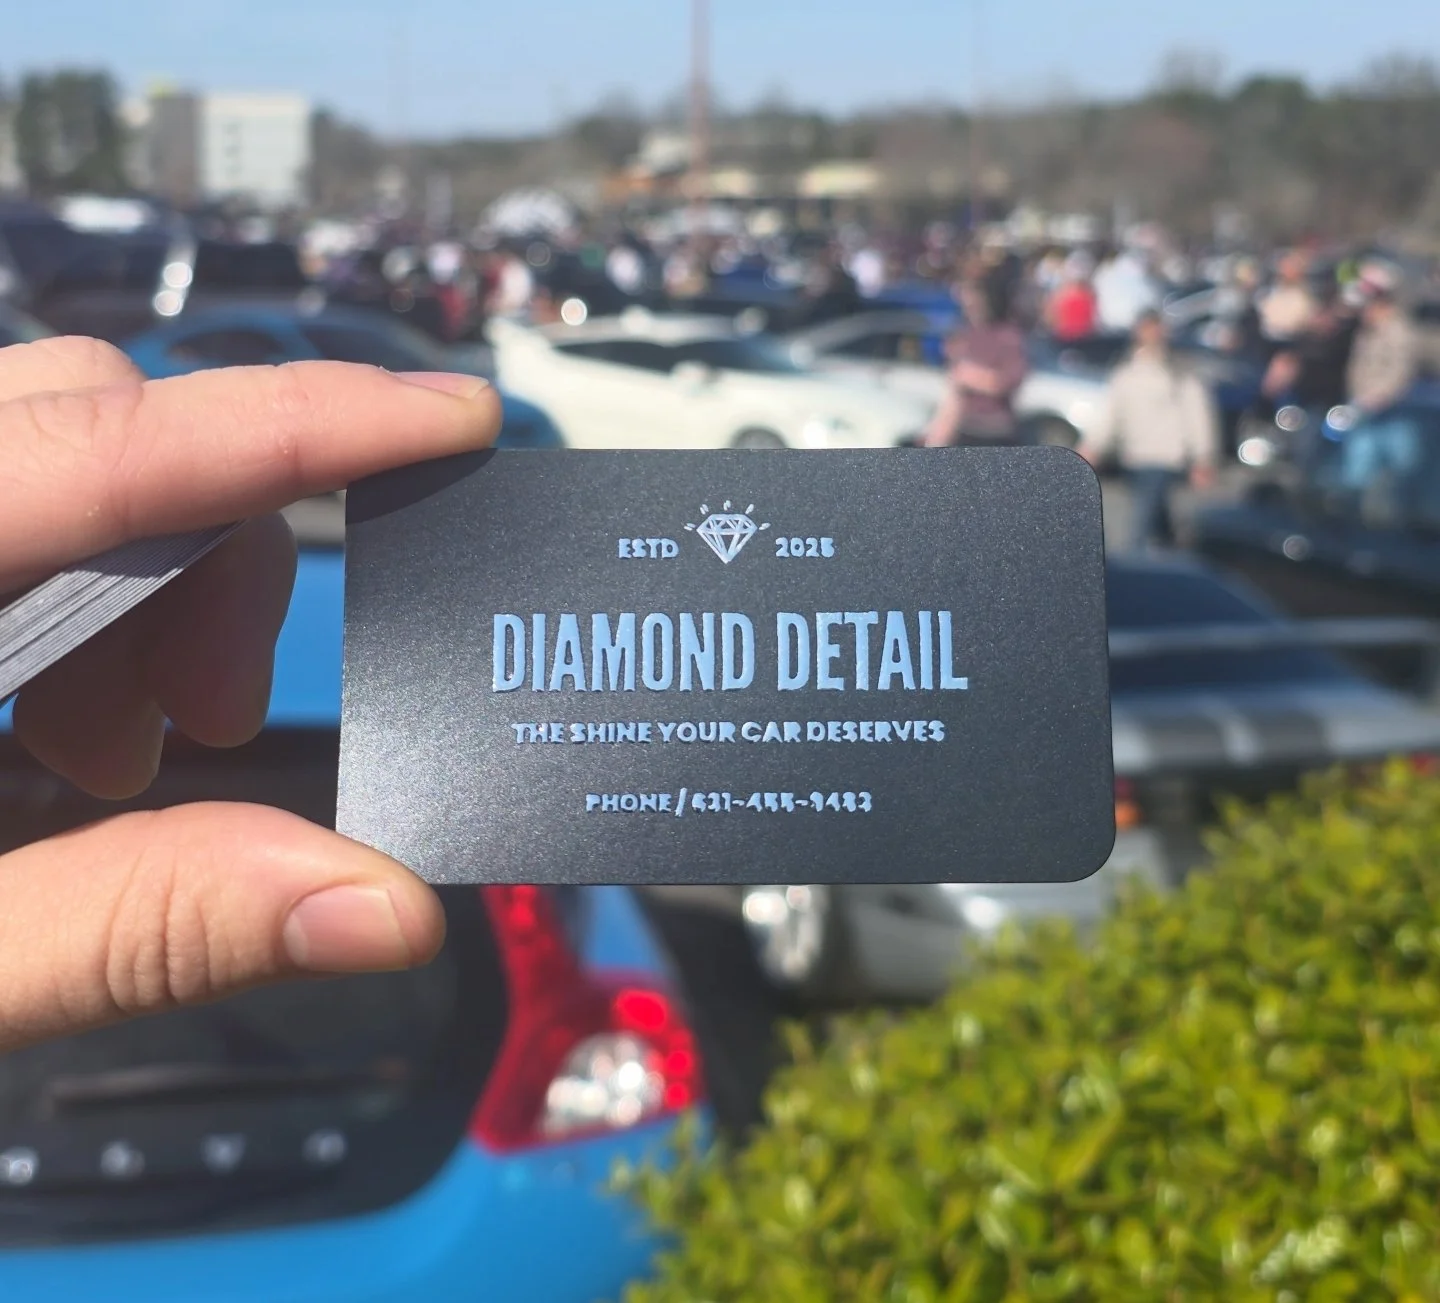 ESTD 2025
DIAMOND DETAIL
THE SHINE YOUR CAR DESERVES
PHONE/